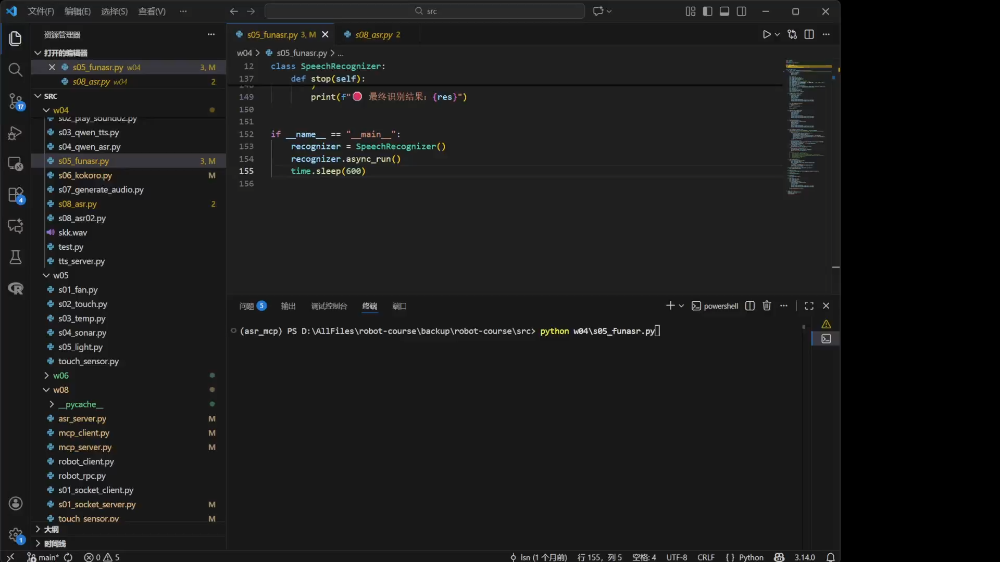 文件(F) 编辑(E) 选择(S) 查看(V) ···
src
资源管理器
打开的编辑器
s05_funasr.py w04 3, M
s08_asr.py w04 2
SRC
w04
s02_play_sound02.py
s03_qwen_tts.py
s04_qwen_asr.py
s05_funasr.py 3, M
s06_kokoro.py M
s07_generate_audio.py
s08_asr.py 2
s08_asr02.py
skk.wav
test.py
tts_server.py
w05
s01_fan.py
s02_touch.py
s03_temp.py
s04_sonar.py
s05_light.py
touch_sensor.py
w06
w08
__pycache__
asr_server.py M
mcp_client.py M
mcp_server.py M
robot_client.py
robot_rpc.py
s01_socket_client.py
s01_socket_server.py M
touch_sensor.py M
大纲
时间线
17
4
1
s05_funasr.py 3, M s08_asr.py 2
w04 > s05_funasr.py > ...
12 class SpeechRecognizer:
137 def stop(self):
149 print(f"🔴 最终识别结果：{res}")
150
151
152 if __name__ == "__main__":
153 recognizer = SpeechRecognizer()
154 recognizer.async_run()
155 time.sleep(600)
156
问题 5 输出 调试控制台 终端 端口 powershell
(asr_mcp) PS D:\AllFiles\robot-course\backup\robot-course\src> python w04\s05_funasr.py
main* 0 5 lsn (1 个月前) 行 155，列 5 空格: 4 UTF-8 CRLF { } Python 3.14.0